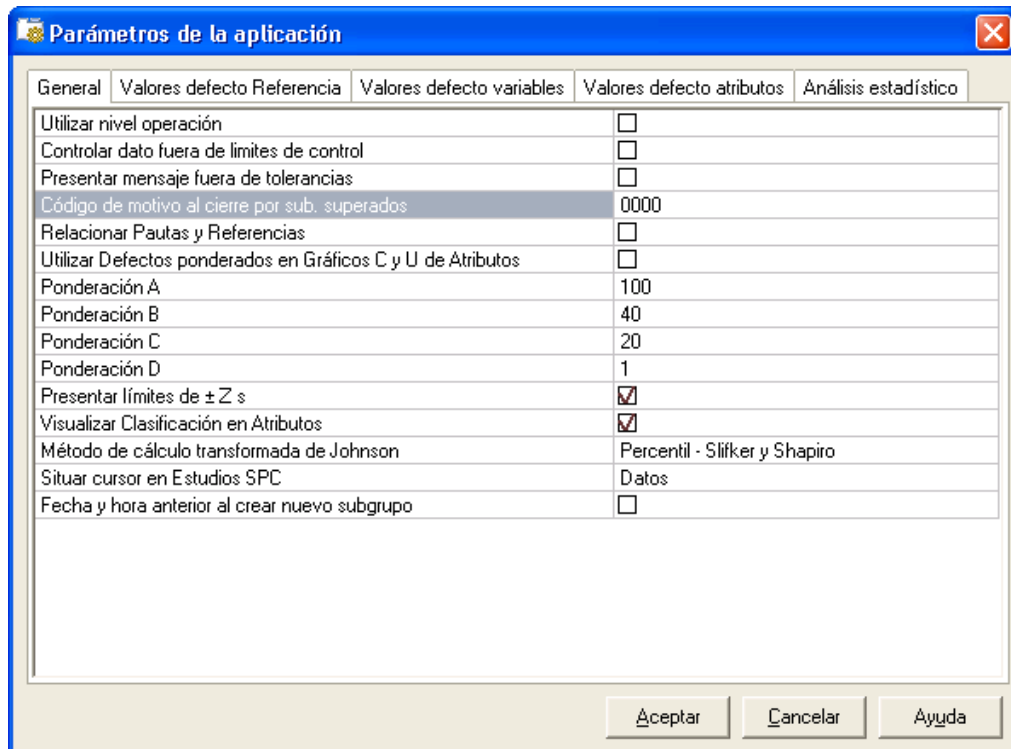 Parámetros de la aplicación
General Valores defecto Referencia Valores defecto variables Valores defecto atributos Análisis estadístico
Utilizar nivel operación
Controlar dato fuera de limites de control
Presentar mensaje fuera de tolerancias
Código de motivo al cierre por sub. superados 0000
Relacionar Pautas y Referencias
Utilizar Defectos ponderados en Gráficos C y U de Atributos
Ponderación A 100
Ponderación B 40
Ponderación C 20
Ponderación D 1
Presentar límites de ± Z s
Visualizar Clasificación en Atributos
Método de cálculo transformada de Johnson Percentil - Slifker y Shapiro
Situar cursor en Estudios SPC Datos
Fecha y hora anterior al crear nuevo subgrupo
Aceptar Cancelar Ayuda